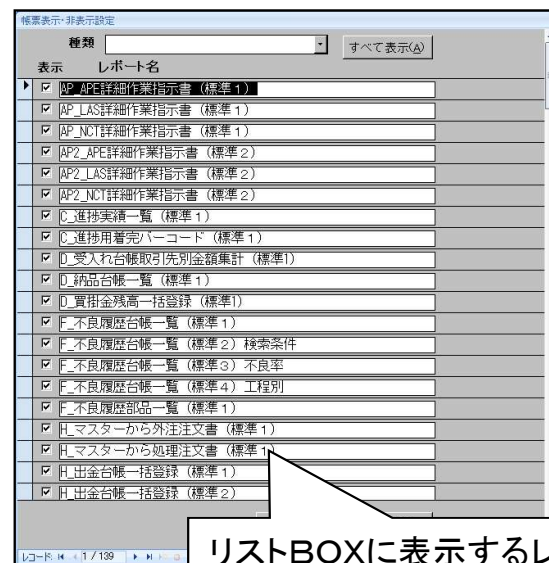 帳票表示・非表示設定
種類 すべて表示(A)
表示 レポート名
AP_APE詳細作業指示書（標準１）
AP_LAS詳細作業指示書（標準１）
AP_NCT詳細作業指示書（標準１）
AP2_APE詳細作業指示書（標準２）
AP2_LAS詳細作業指示書（標準２）
AP2_NCT詳細作業指示書（標準２）
C_進捗実績一覧（標準１）
C_進捗用着完バーコード（標準１）
D_受入れ台帳取引先別金額集計（標準1）
D_納品台帳一覧（標準１）
D_買掛金残高一括登録（標準1）
F_不良履歴台帳一覧（標準１）
F_不良履歴台帳一覧（標準２）検索条件
F_不良履歴台帳一覧（標準３）不良率
F_不良履歴台帳一覧（標準４）工程別
F_不良履歴部品一覧（標準１）
H_マスターから外注注文書（標準１）
H_マスターから処理注文書（標準１）
H_出金台帳一括登録（標準１）
H_出金台帳一括登録（標準２）
レコード: 1 / 139
リストBOXに表示するレ